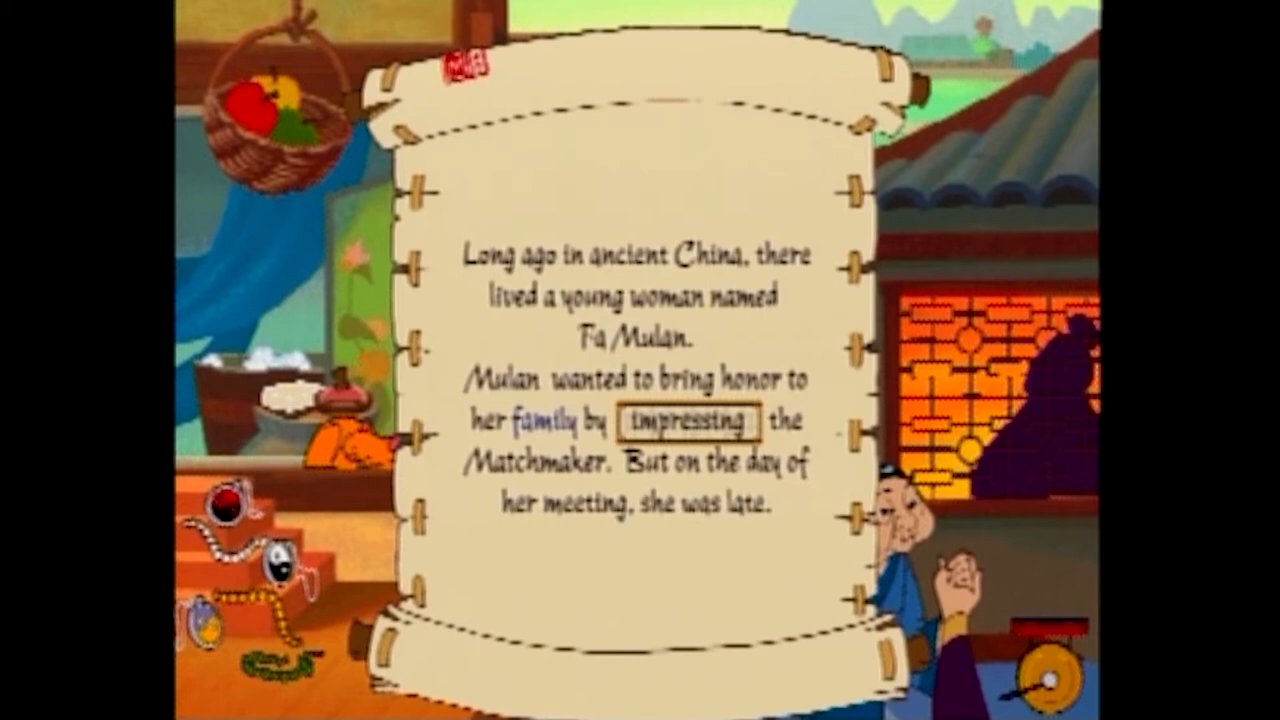 Long ago in ancient China, there
lived a young woman named
Fa Mulan.
Mulan wanted to bring honor to
her family by impressing the
Matchmaker. But on the day of
her meeting, she was late.